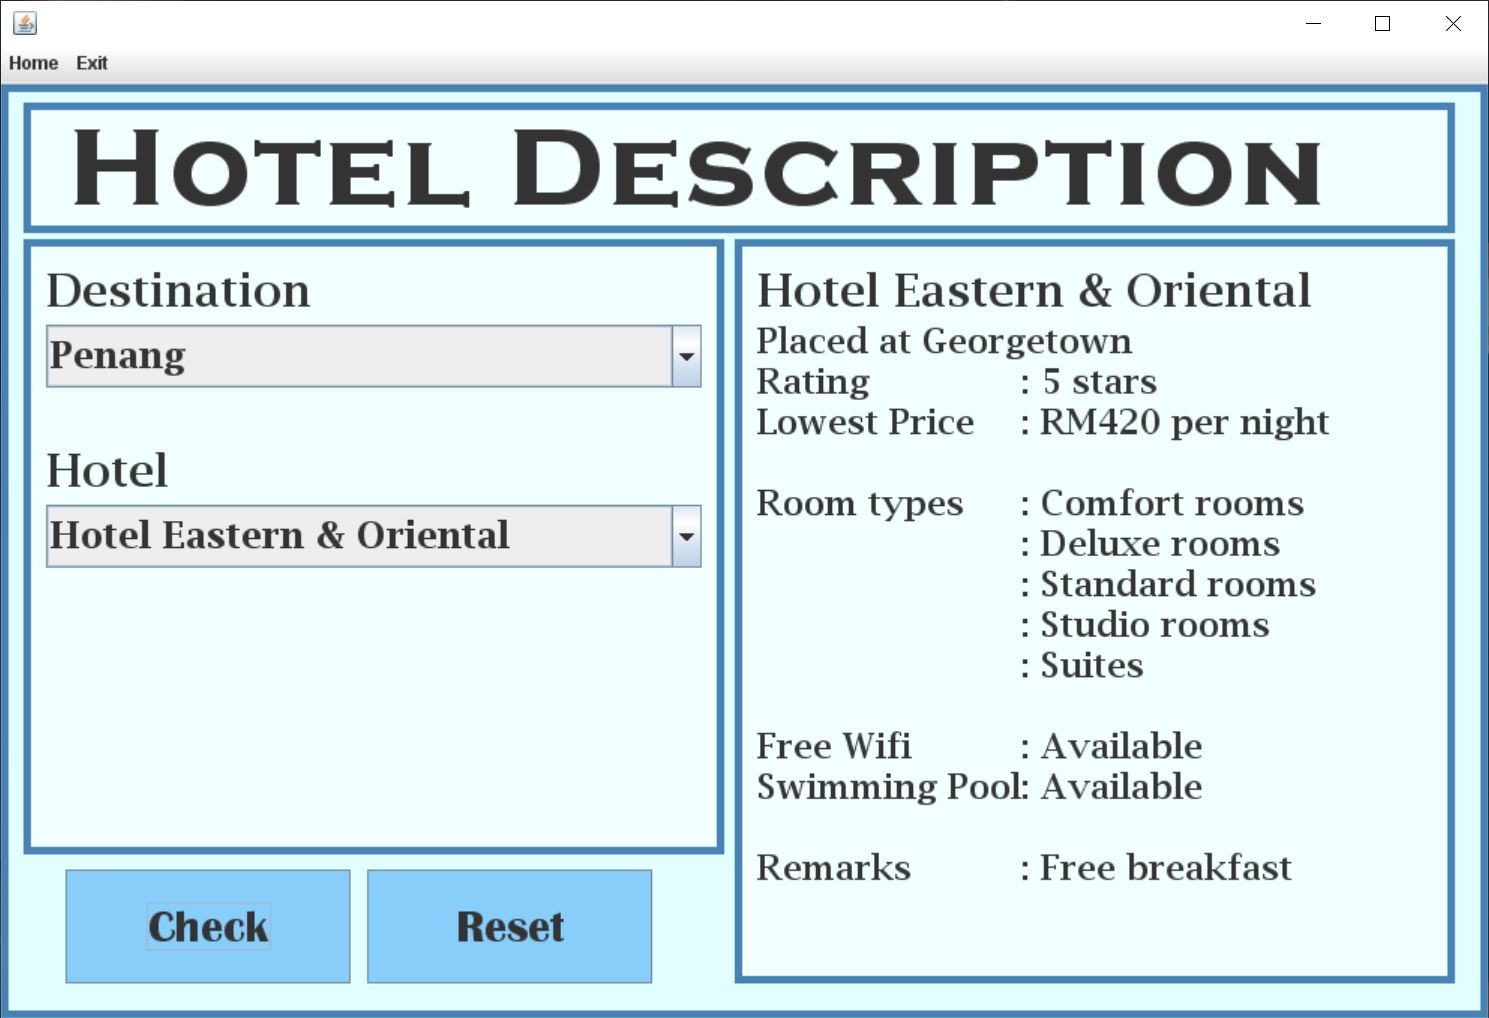 Home Exit
HOTEL DESCRIPTION
Destination
Penang
Hotel
Hotel Eastern & Oriental
Check Reset
Hotel Eastern & Oriental
Placed at Georgetown
Rating : 5 stars
Lowest Price : RM420 per night
Room types : Comfort rooms
: Deluxe rooms
: Standard rooms
: Studio rooms
: Suites
Free Wifi : Available
Swimming Pool: Available
Remarks : Free breakfast